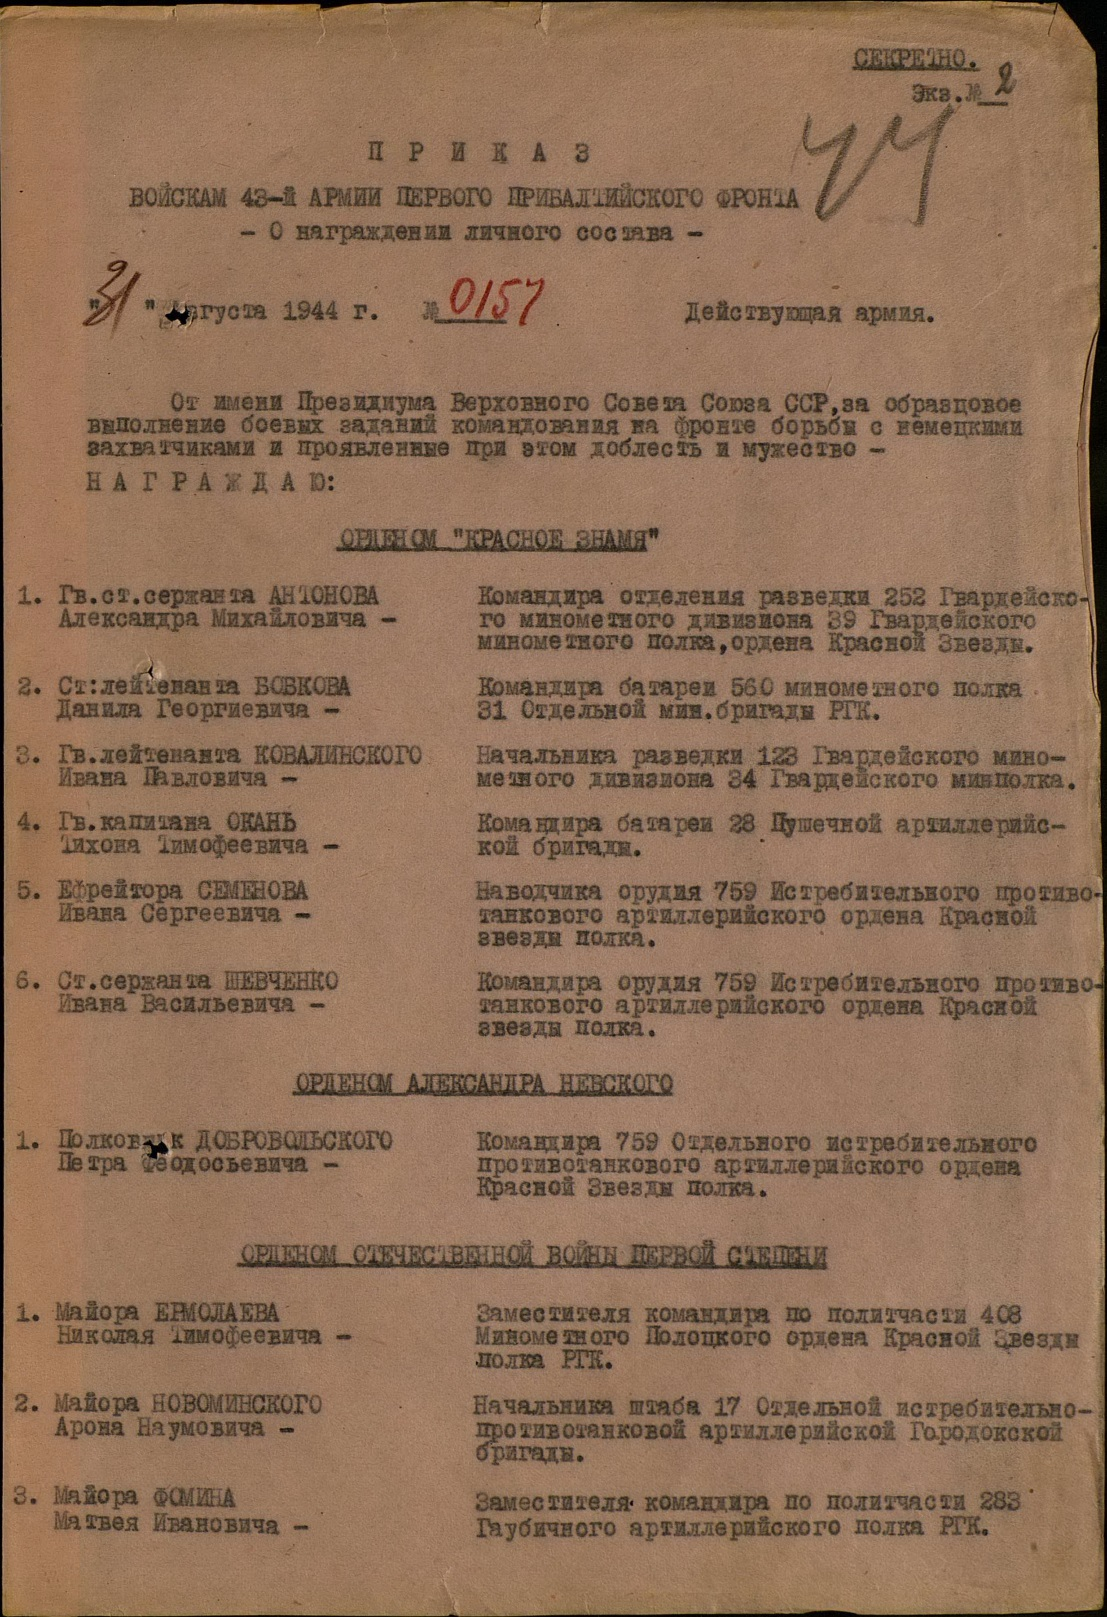 СЕКРЕТНО.
Экз.№ 2
П Р И К А З
ВОЙСКАМ 43-й АРМИИ ПЕРВОГО ПРИБАЛТИЙСКОГО ФРОНТА
- О награждении личного состава -
"31" августа 1944 г. № 0157 Действующая армия.
От имени Президиума Верховного Совета Союза ССР,за образцовое
выполнение боевых заданий командования на фронте борьбы с немецкими
захватчиками и проявленные при этом доблесть и мужество -
Н А Г Р А Ж Д А Ю:
ОРДЕНОМ "КРАСНОЕ ЗНАМЯ"
1. Гв.ст.сержанта АНТОНОВА Командира отделения разведки 252 Гвардейско-
Александра Михайловича - го минометного дивизиона 39 Гвардейского
минометного полка,ордена Красной Звезды.
2. Ст:лейтенанта БОБКОВА Командира батареи 560 минометного полка
Данила Георгиевича - 31 Отдельной мин.бригады РГК.
3. Гв.лейтенанта КОВАЛИНСКОГО Начальника разведки 123 Гвардейского мино-
Ивана Павловича - метного дивизиона 34 Гвардейского минполка.
4. Гв.капитана ОКАНЬ Командира батареи 28 Пушечной артиллерийс-
Тихона Тимофеевича - кой бригады.
5. Ефрейтора СЕМЕНОВА Наводчика орудия 759 Истребительного противо-
Ивана Сергеевича - танкового артиллерийского ордена Красной
звезды полка.
6. Ст.сержанта ШЕВЧЕНКО Командира орудия 759 Истребительного противо-
Ивана Васильевича - танкового артиллерийского ордена Красной
звезды полка.
ОРДЕНОМ АЛЕКСАНДРА НЕВСКОГО
1. Полковник ДОБРОВОЛЬСКОГО Командира 759 Отдельного истребительного
Петра Феодосьевича - противотанкового артиллерийского ордена
Красной Звезды полка.
ОРДЕНОМ ОТЕЧЕСТВЕННОЙ ВОЙНЫ ПЕРВОЙ СТЕПЕНИ
1. Майора ЕРМОЛАЕВА Заместителя командира по политчасти 408
Николая Тимофеевича - Минометного Полоцкого ордена Красной Звезды
полка РГК.
2. Майора НОВОМИНСКОГО Начальника штаба 17 Отдельной истребительно-
Арона Наумовича - противотанковой артиллерийской Городокской
бригады.
3. Майора ФОМИНА Заместителя командира по политчасти 283
Матвея Ивановича - Гаубичного артиллерийского полка РГК.